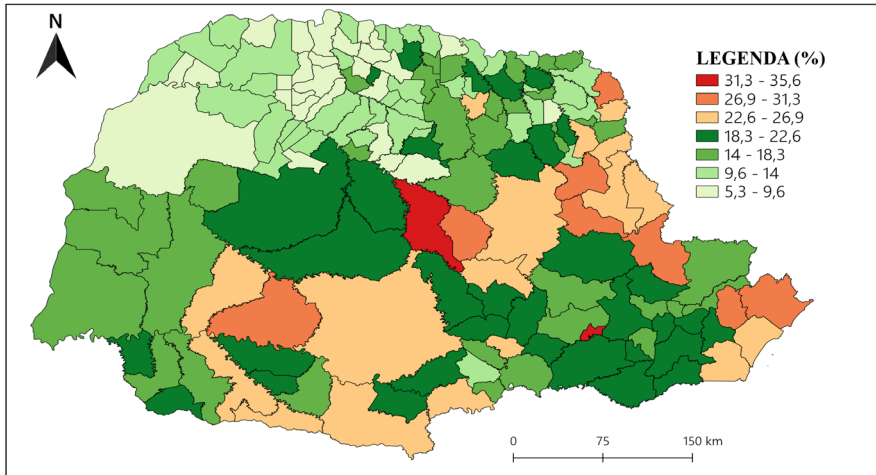 N
LEGENDA (%)
31,3 - 35,6
26,9 - 31,3
22,6 - 26,9
18,3 - 22,6
14 - 18,3
9,6 - 14
5,3 - 9,6
0 75 150 km